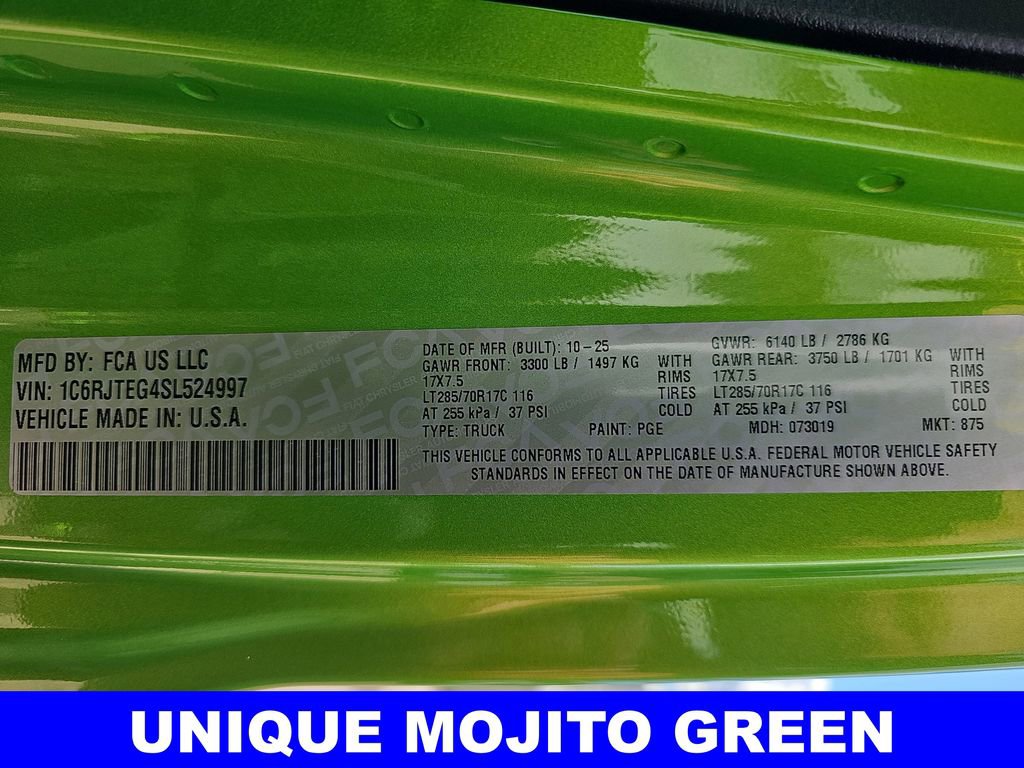 MFD BY: FCA US LLC
VIN: 1C6RJTEG4SL524997
VEHICLE MADE IN: U.S.A.
DATE OF MFR (BUILT): 10-25
GAWR FRONT: 3300 LB / 1497 KG WITH
17X7.5 RIMS
LT285/70R17C 116 TIRES
AT 255 kPa / 37 PSI COLD
GVWR: 6140 LB / 2786 KG
GAWR REAR: 3750 LB / 1701 KG WITH
17X7.5 RIMS
LT285/70R17C 116 TIRES
AT 255 kPa / 37 PSI COLD
TYPE: TRUCK PAINT: PGE MDH: 073019 MKT: 875
THIS VEHICLE CONFORMS TO ALL APPLICABLE U.S.A. FEDERAL MOTOR VEHICLE SAFETY
STANDARDS IN EFFECT ON THE DATE OF MANUFACTURE SHOWN ABOVE.
UNIQUE MOJITO GREEN